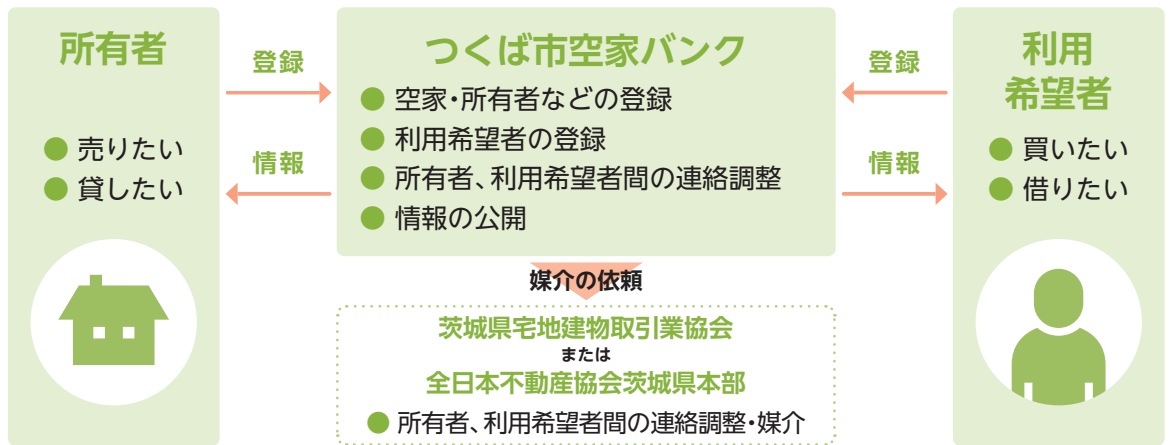 所有者
● 売りたい
● 貸したい
登録
情報
つくば市空家バンク
● 空家・所有者などの登録
● 利用希望者の登録
● 所有者、利用希望者間の連絡調整
● 情報の公開
登録
情報
利用
希望者
● 買いたい
● 借りたい
媒介の依頼
茨城県宅地建物取引業協会
または
全日本不動産協会茨城県本部
● 所有者、利用希望者間の連絡調整・媒介